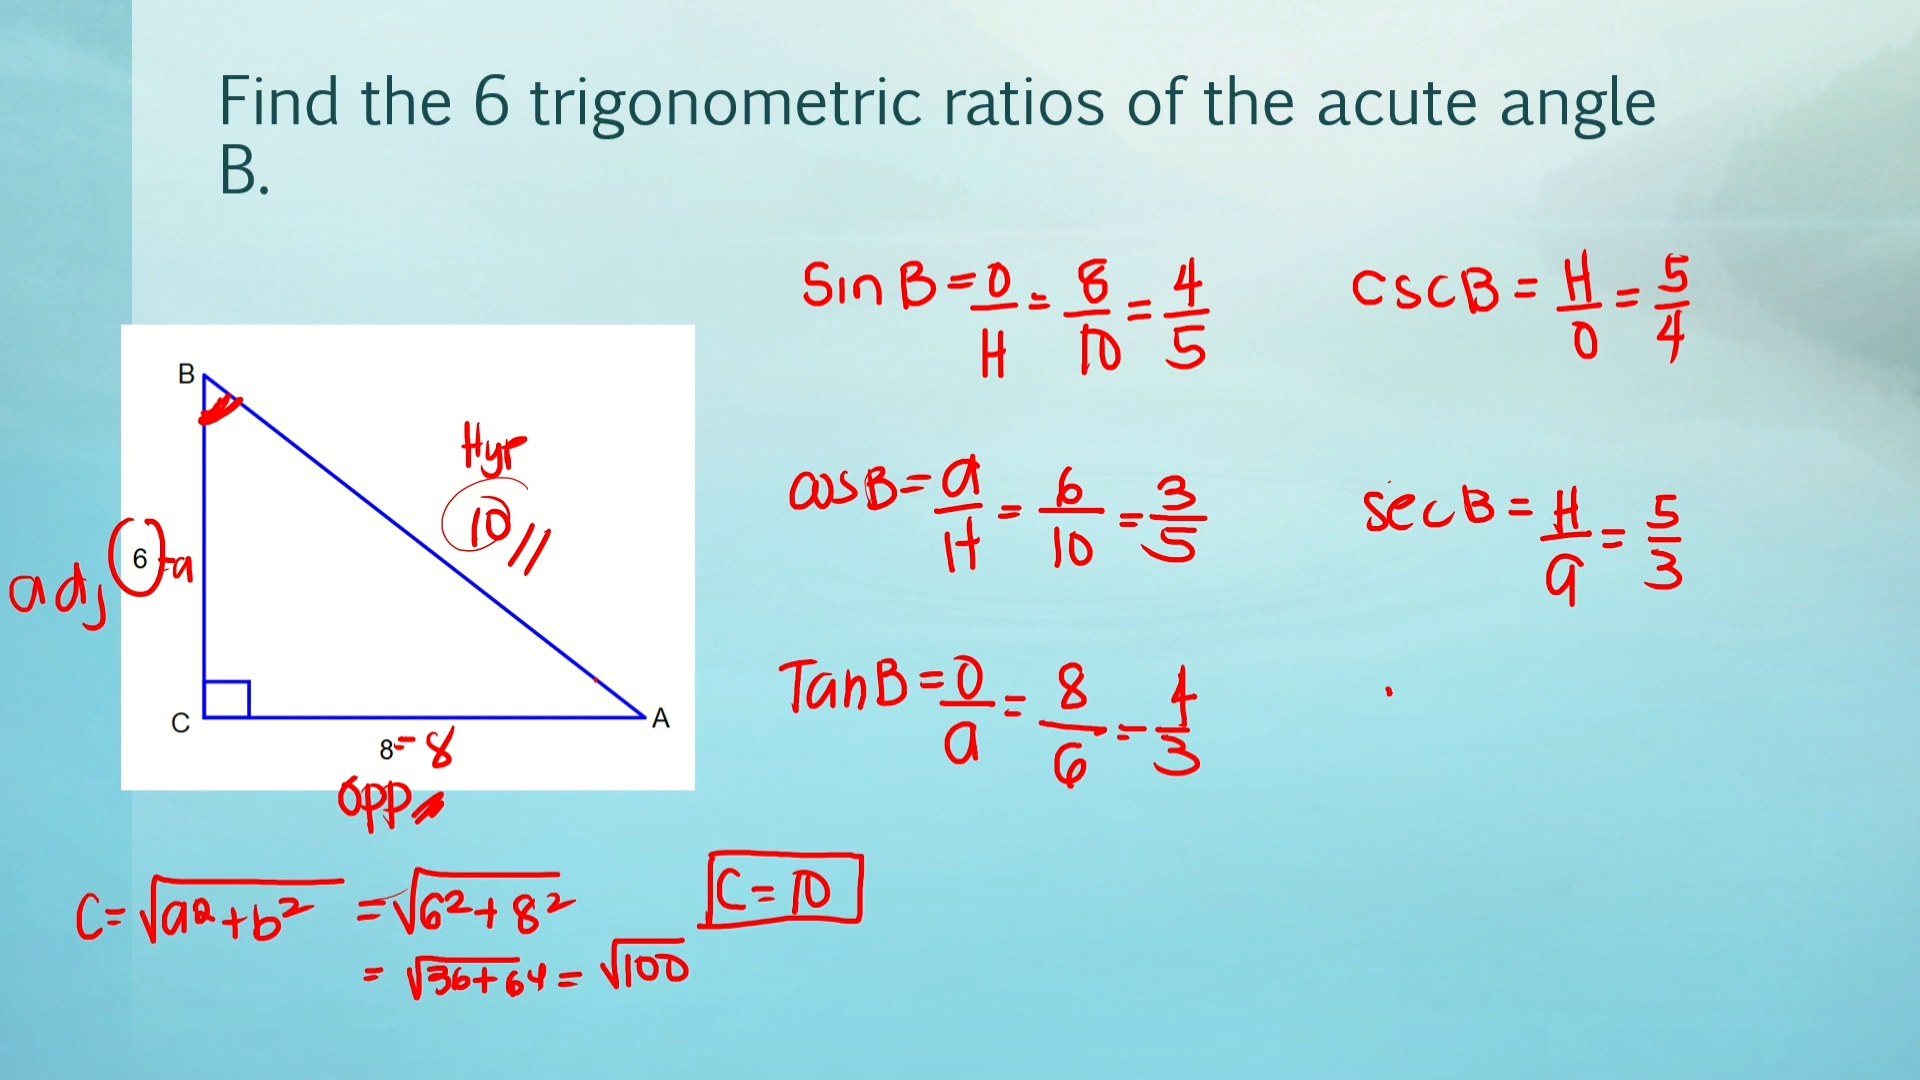 Find the 6 trigonometric ratios of the acute angle
B.
Sin B = O/H = 8/10 = 4/5
CSC B = H/O = 5/4
B
Hyp
10 //
cos B = a/H = 6/10 = 3/5
sec B = H/a = 5/3
adj 6 = a
Tan B = O/a = 8/6 = 4/3
C
A
8 = 8
opp
C = √a²+b² = √6²+8²
C = 10
= √36+64 = √100